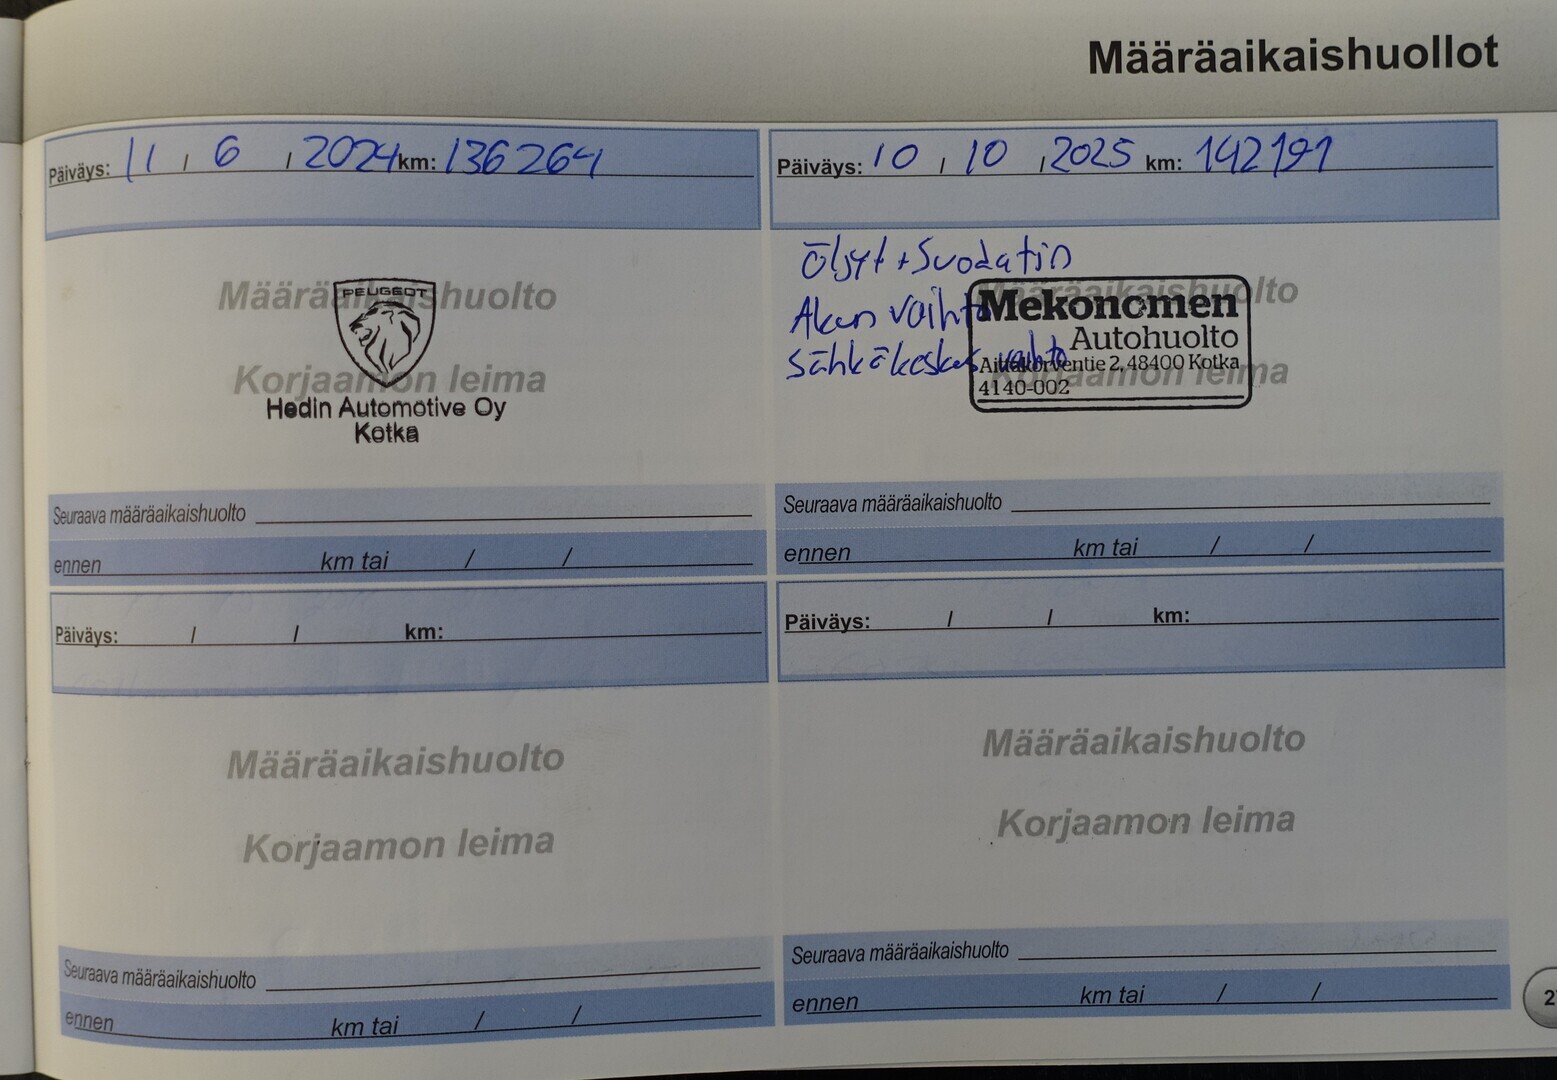 Määräaikaishuollot
Päiväys: 11 / 6 / 2024 km: 136264
Määräaikaishuolto
PEUGEOT
Korjaamon leima
Hedin Automotive Oy
Kotka
Seuraava määräaikaishuolto
ennen km tai / /
Päiväys: 10 / 10 / 2025 km: 142191
Öljyt + Suodatin
Määräaikaishuolto
Akun vaihto
Sähkökeskus vaihto
Mekonomen
Autohuolto
Aittakorventie 2, 48400 Kotka
4140-002
Korjaamon leima
Seuraava määräaikaishuolto
ennen km tai / /
Päiväys: / / km:
Määräaikaishuolto
Korjaamon leima
Seuraava määräaikaishuolto
ennen km tai / /
Päiväys: / / km:
Määräaikaishuolto
Korjaamon leima
Seuraava määräaikaishuolto
ennen km tai / /